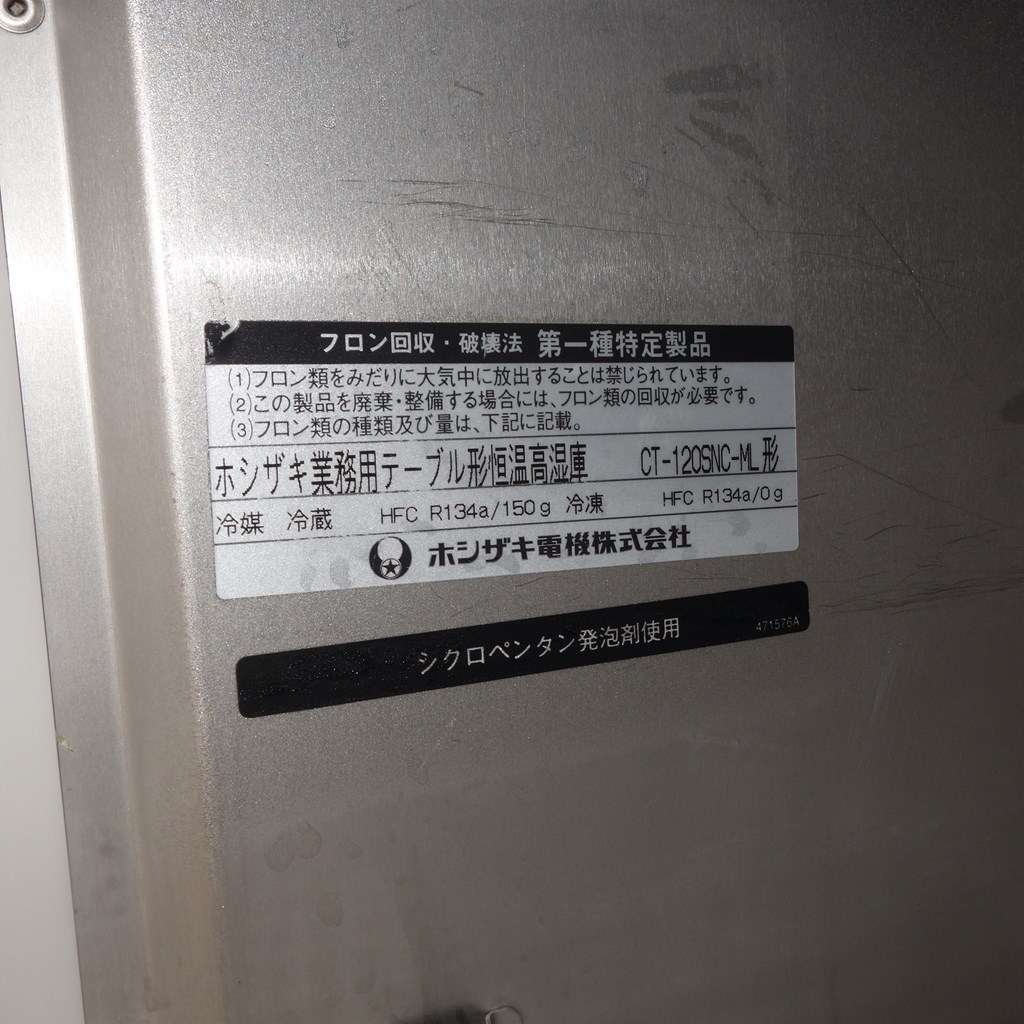 フロン回収・破壊法 第一種特定製品
(1)フロン類をみだりに大気中に放出することは禁じられています。
(2)この製品を廃棄・整備する場合には、フロン類の回収が必要です。
(3)フロン類の種類及び量は、下記に記載。
ホシザキ業務用テーブル形恒温高湿庫 CT-120SNC-ML形
冷媒 冷蔵 HFC R134a/150g 冷凍 HFC R134a/0g
ホシザキ電機株式会社
シクロペンタン発泡剤使用 471576A